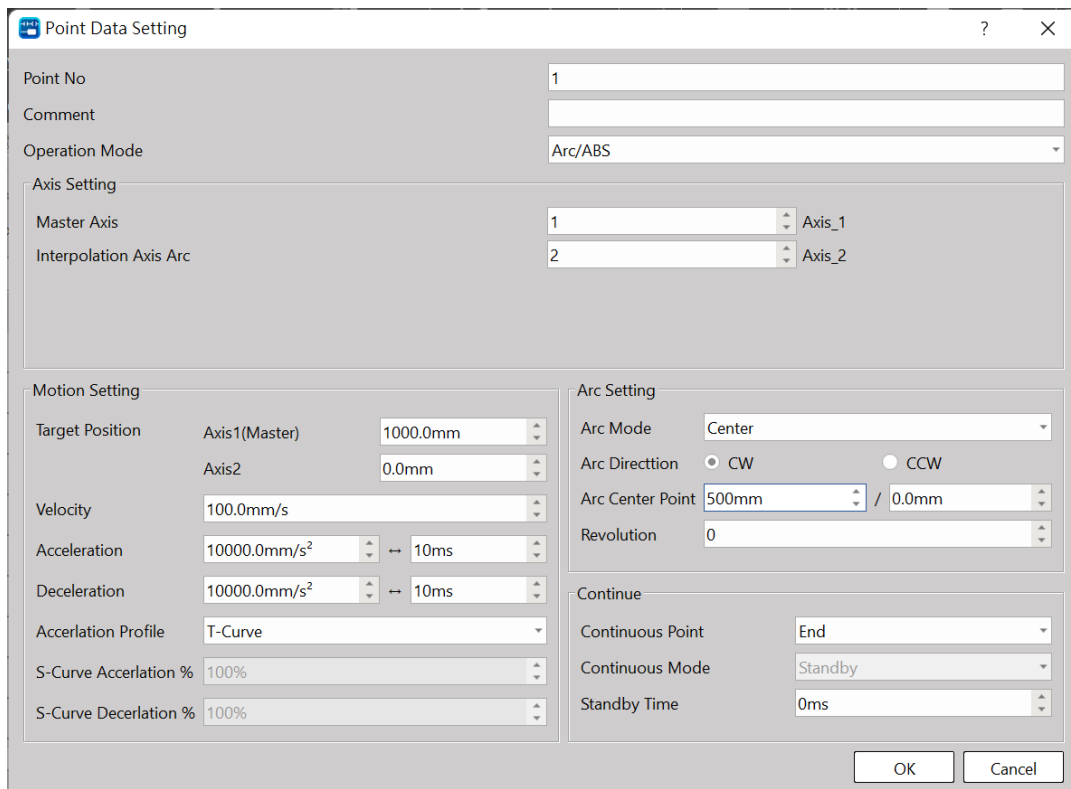 Point Data Setting ?
Point No 1
Comment
Operation Mode Arc/ABS
Axis Setting
Master Axis 1 Axis_1
Interpolation Axis Arc 2 Axis_2
Motion Setting
Target Position Axis1(Master) 1000.0mm
Axis2 0.0mm
Velocity 100.0mm/s
Acceleration 10000.0mm/s² ↔ 10ms
Deceleration 10000.0mm/s² ↔ 10ms
Accerlation Profile T-Curve
S-Curve Accerlation % 100%
S-Curve Decerlation % 100%
Arc Setting
Arc Mode Center
Arc Directtion CW CCW
Arc Center Point 500mm / 0.0mm
Revolution 0
Continue
Continuous Point End
Continuous Mode Standby
Standby Time 0ms
OK Cancel